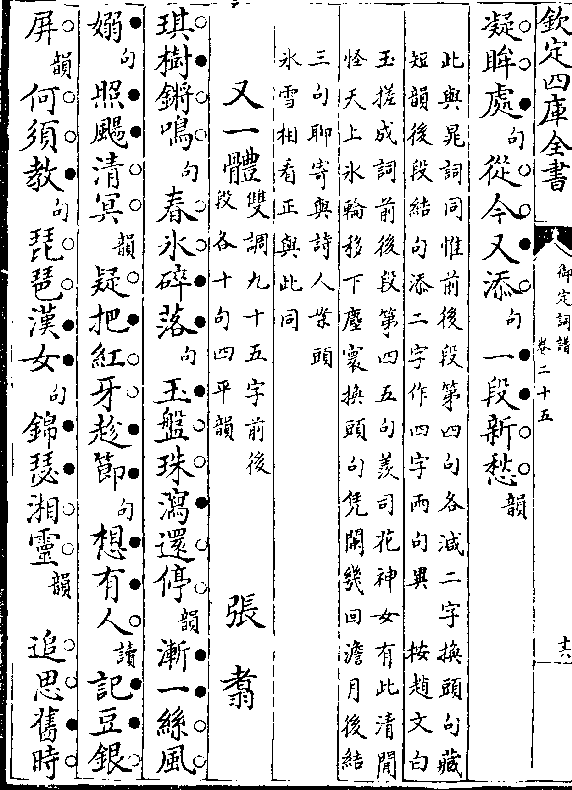 欽定四庫全書
御定詞譜
卷二十五
十六
凝眸處句從今又添句一段新愁韻
此與晁詞同惟前後段第四句各減二字換頭句藏
短韻後段結句添二字作四字兩句異　按趙文白
玉搓成詞前後段第四五句羨司花神女有此清閒
怪天上氷輪移下塵寰換頭句凭闌幾回澹月後結
三句聊寄與詩人案頭
氷雪相看正與此同
又一體雙調九十五字前後
段各十句四平韻　張翥
琪樹鏘鳴句春氷碎落句玉盤珠瀉還停韻漸一絲風
嫋句照颺清冥韻疑把紅牙趁節句想有人讀記豆銀
屏韻何須教句琵琶漢女句錦瑟湘靈韻　追思舊時